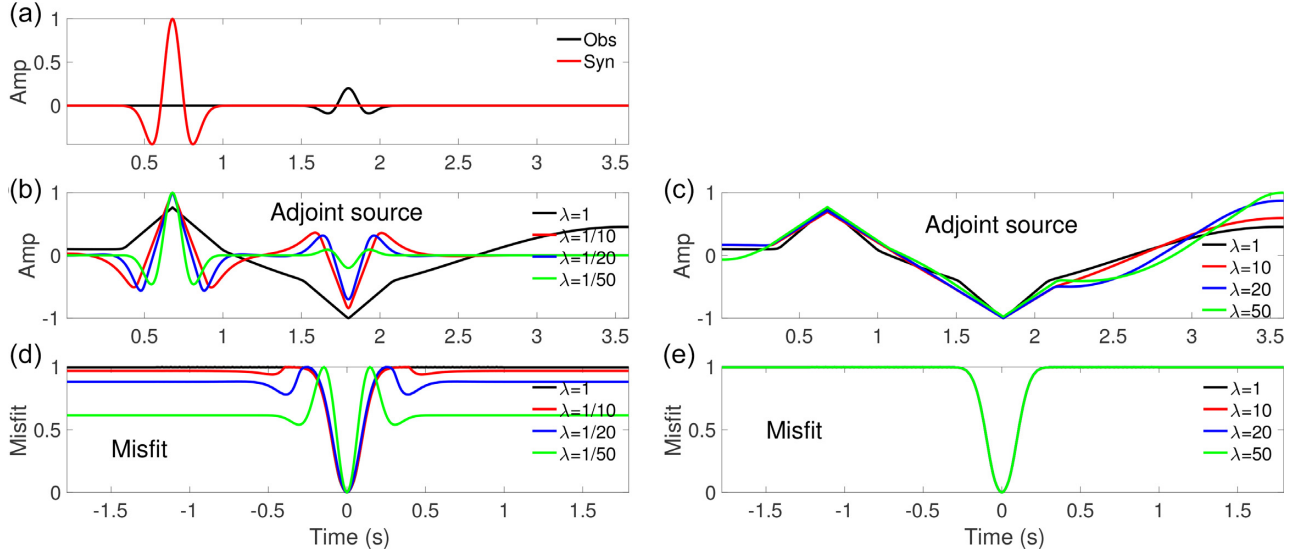 (a)
Amp
1
0.5
0
Obs
Syn
0.5 1 1.5 2 2.5 3 3.5
(b)
Amp
1
0
-1
Adjoint source
λ=1
λ=1/10
λ=1/20
λ=1/50
0.5 1 1.5 2 2.5 3 3.5
(c)
Amp
1
0
-1
Adjoint source
λ=1
λ=10
λ=20
λ=50
0.5 1 1.5 2 2.5 3 3.5
(d)
Misfit
1
0.5
0
Misfit
λ=1
λ=1/10
λ=1/20
λ=1/50
-1.5 -1 -0.5 0 0.5 1 1.5
Time (s)
(e)
Misfit
1
0.5
0
Misfit
λ=1
λ=10
λ=20
λ=50
-1.5 -1 -0.5 0 0.5 1 1.5
Time (s)